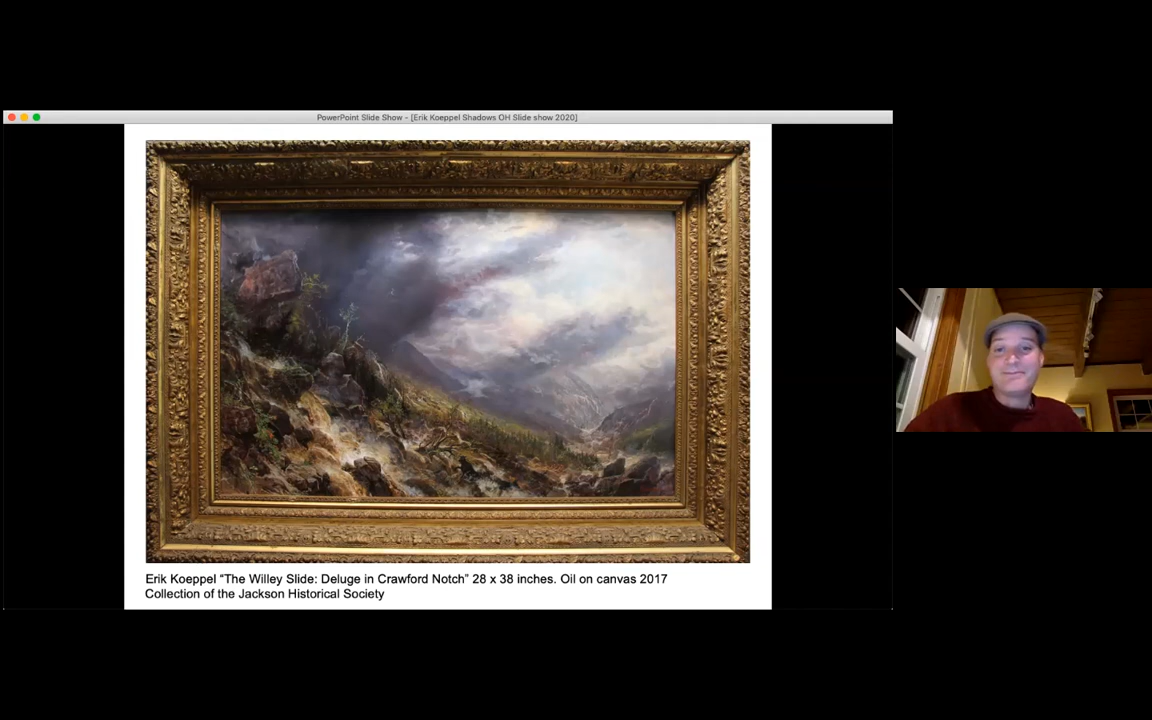 PowerPoint Slide Show - [Erik Koeppel Shadows OH Slide show 2020]
Erik Koeppel “The Willey Slide: Deluge in Crawford Notch” 28 x 38 inches. Oil on canvas 2017
Collection of the Jackson Historical Society